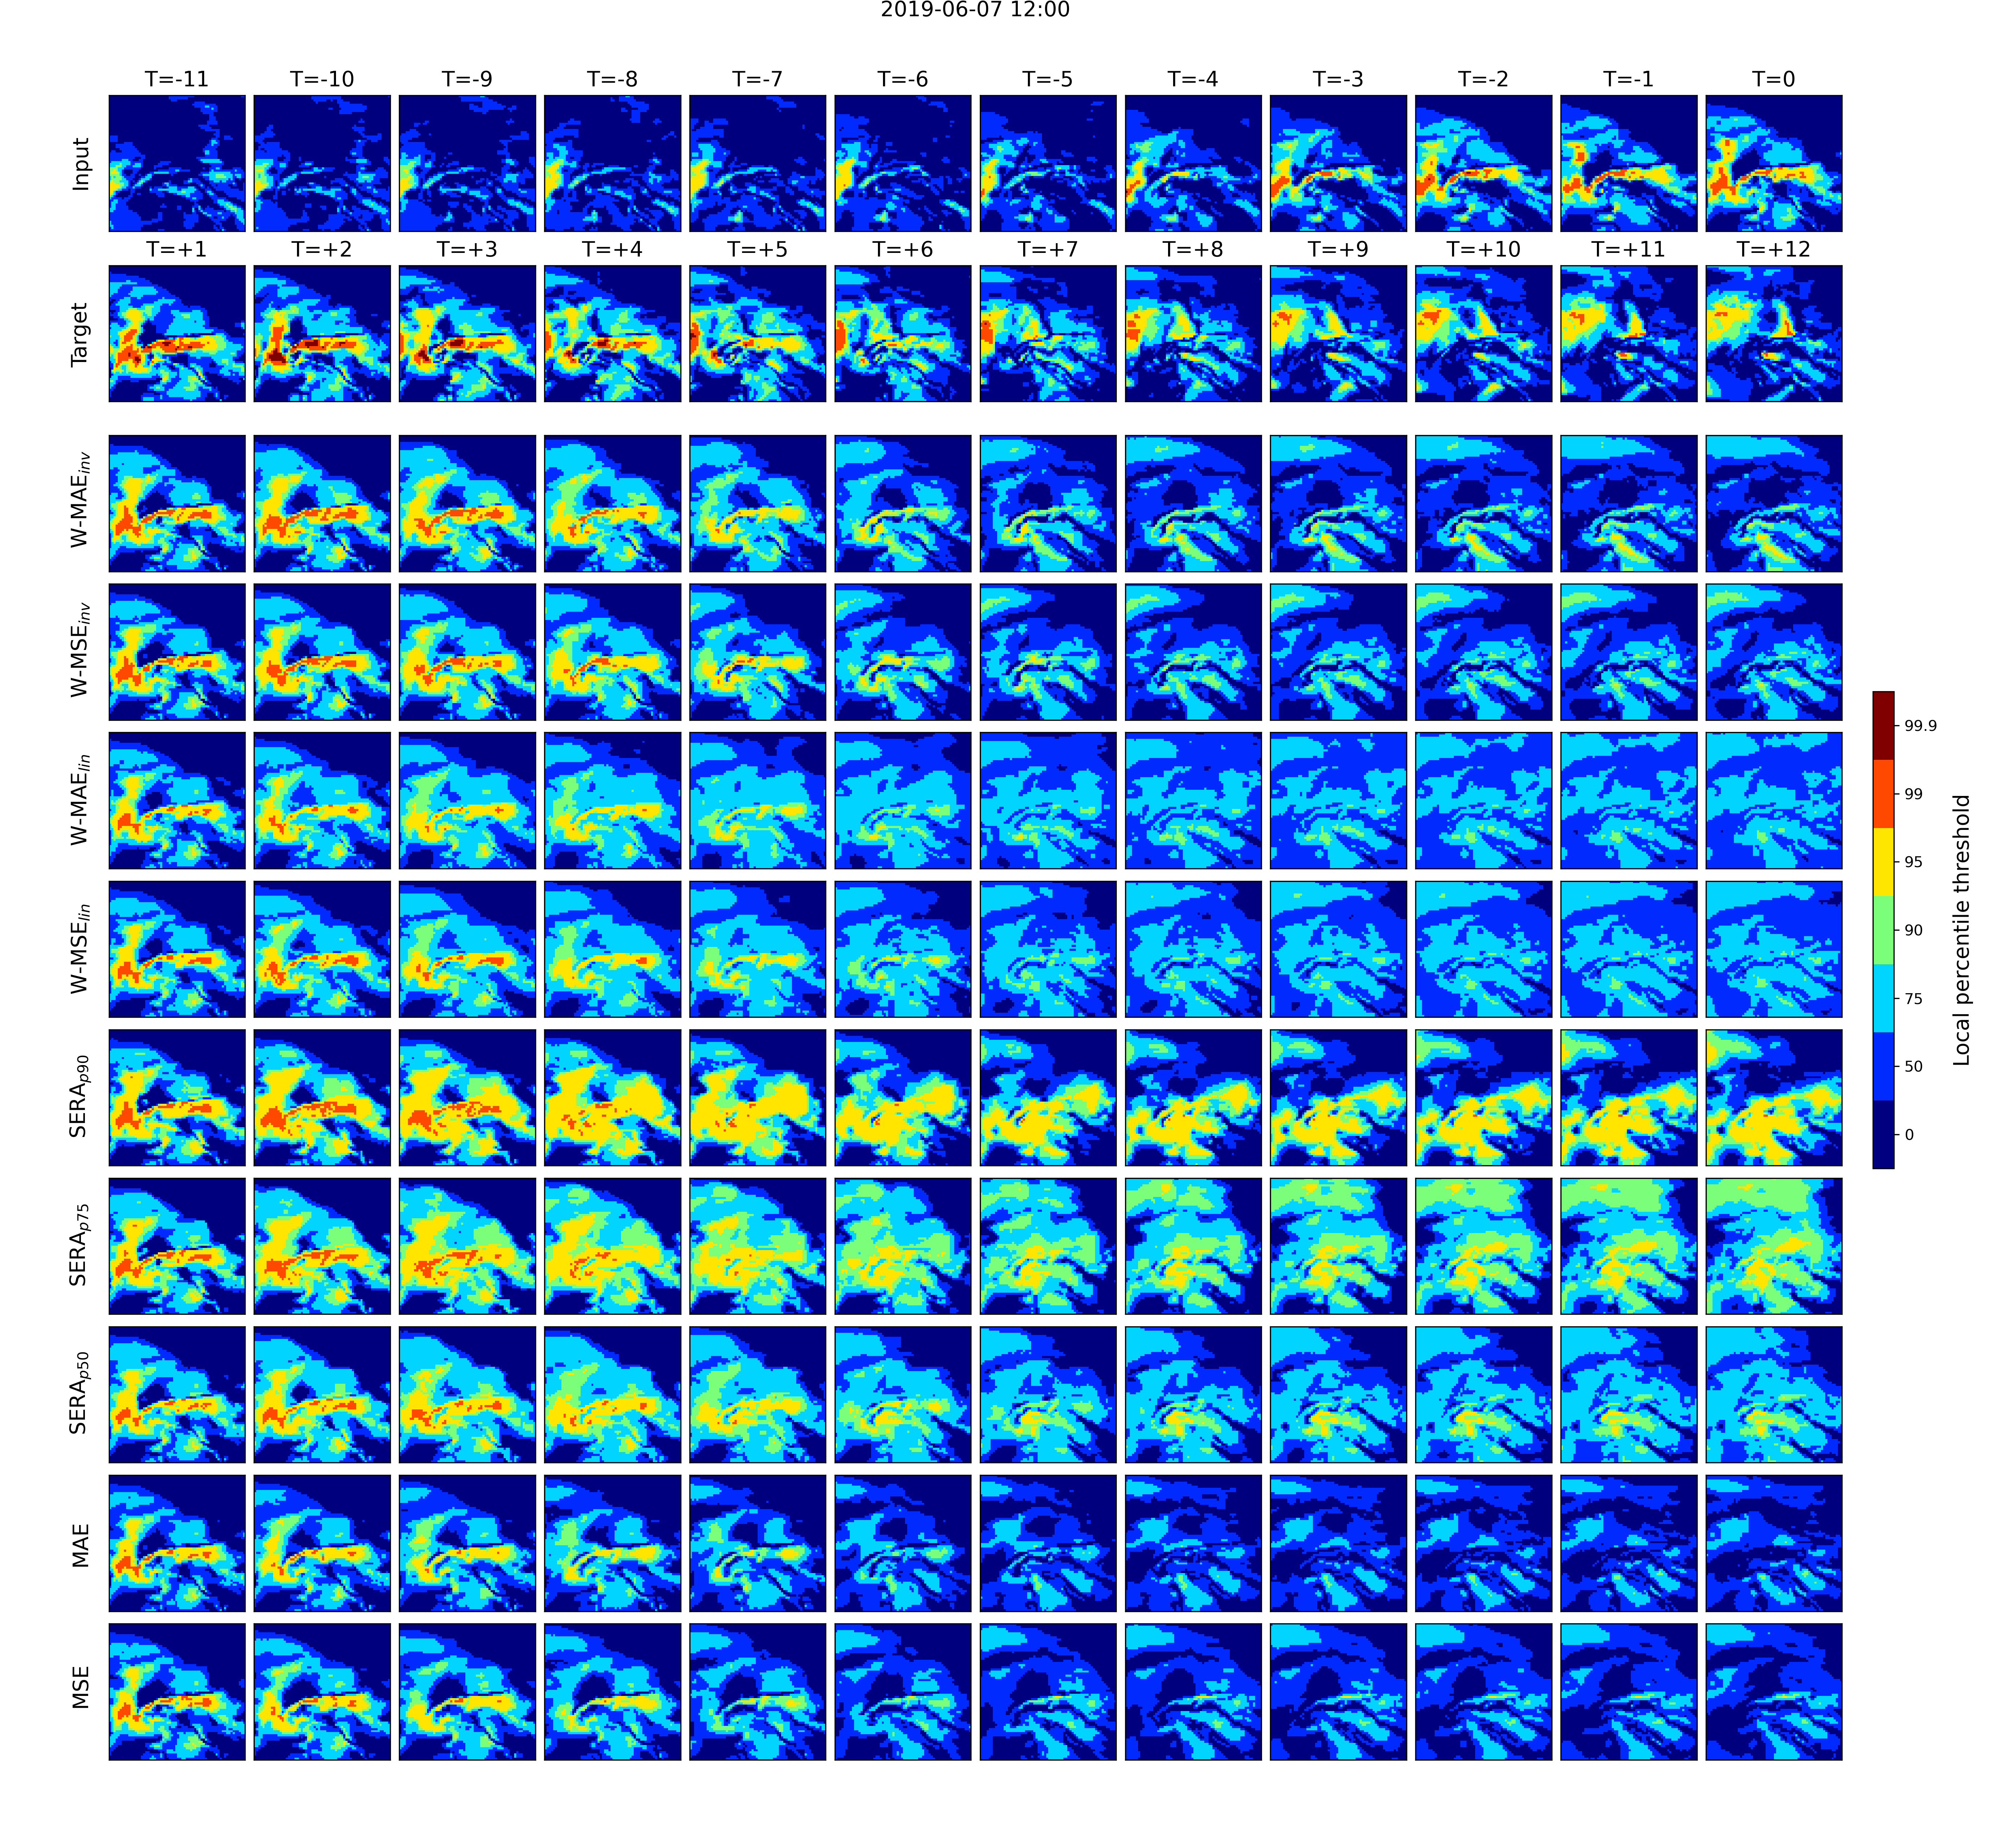 2019-06-07 12:00
T=-11 T=-10 T=-9 T=-8 T=-7 T=-6 T=-5 T=-4 T=-3 T=-2 T=-1 T=0
Input
T=+1 T=+2 T=+3 T=+4 T=+5 T=+6 T=+7 T=+8 T=+9 T=+10 T=+11 T=+12
Target
W-MAEinv
W-MSEinv
W-MAElin
W-MSElin
SERAp90
SERAp75
SERAp50
MAE
MSE
99.9
99
95
90
75
50
0
Local percentile threshold